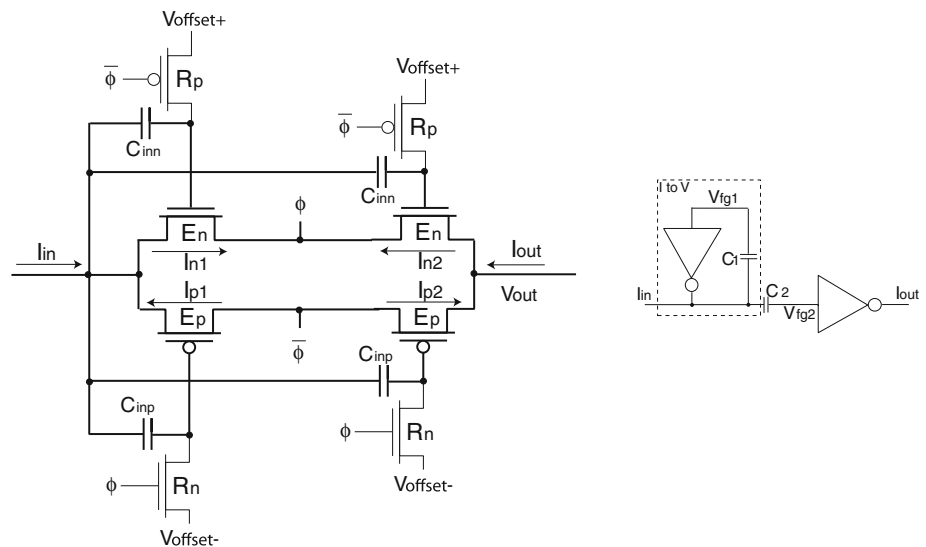 Voffset+
ϕ̅ Rp
Voffset+
Cinn
ϕ̅ Rp
Cinn
En ϕ En
Iin In1 In2 Iout
Ip1 Ip2 Vout
Ep Ep
ϕ̅
Cinp
Cinp
ϕ Rn
ϕ Rn
Voffset-
Voffset-
I to V
Vfg1
C1
Iin C2 Iout
Vfg2